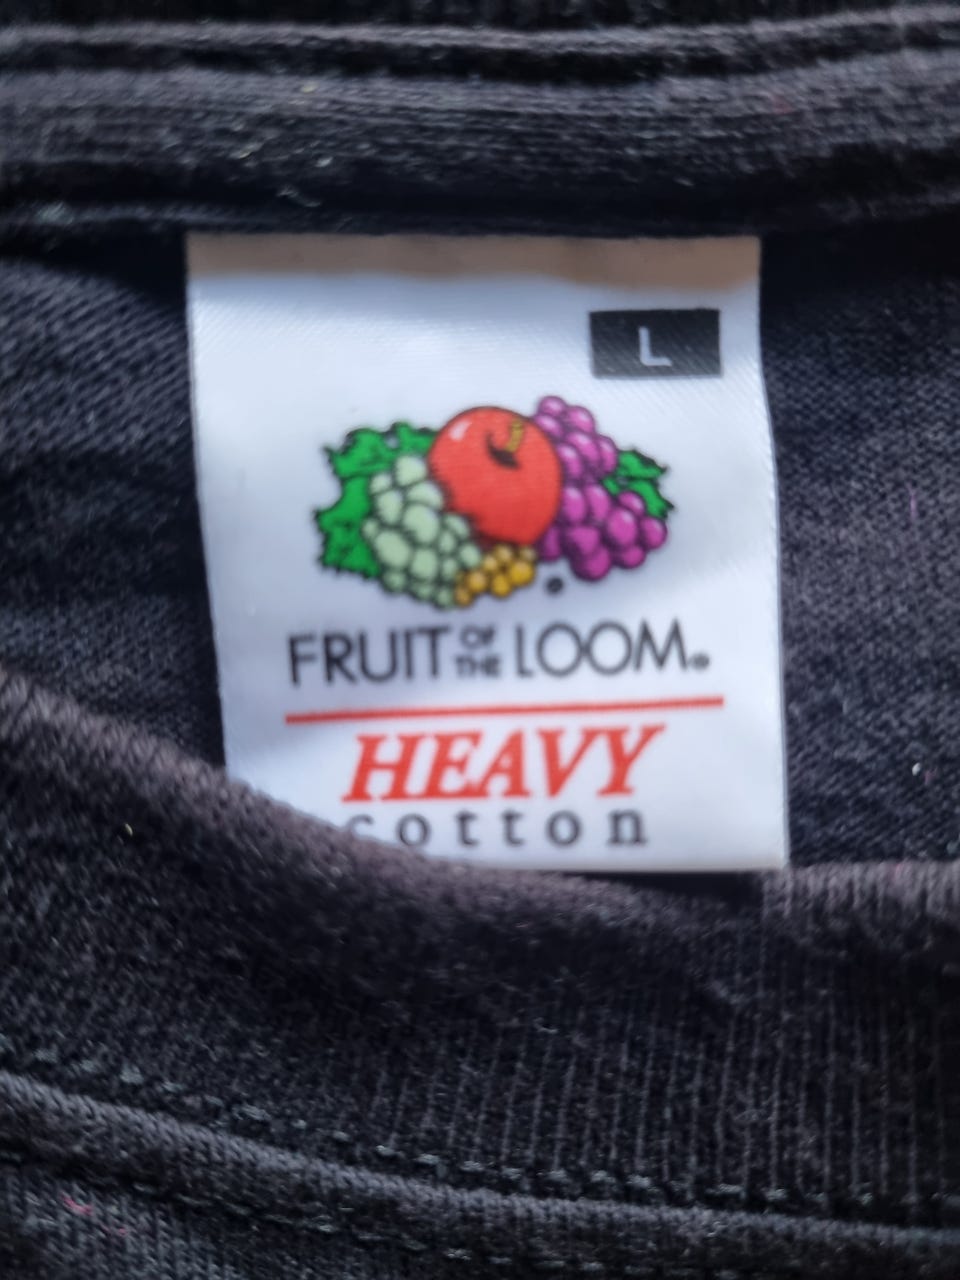 L
FRUIT OF THE LOOM®
HEAVY
cotton